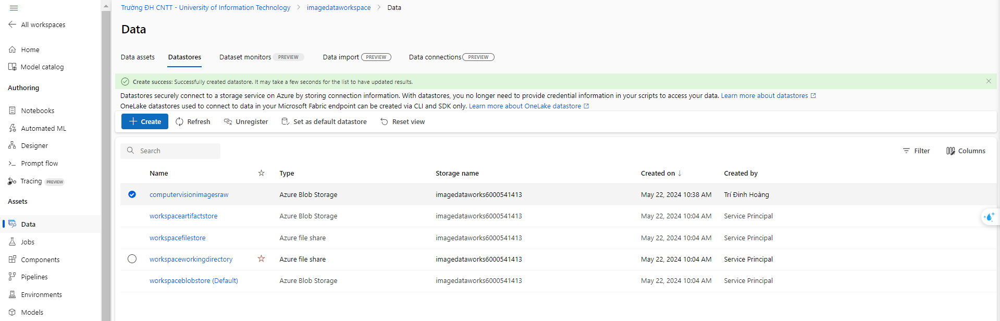 Trường ĐH CNTT - University of Information Technology > imagedataworkspace > Data
All workspaces
Data
Home
Model catalog
Authoring
Notebooks
Automated ML
Designer
Prompt flow
Tracing PREVIEW
Assets
Data
Jobs
Components
Pipelines
Environments
Models
Data assets Datastores Dataset monitors PREVIEW Data import PREVIEW Data connections PREVIEW
Create success: Successfully created datastore. It may take a few seconds for the list to have updated results.
Datastores securely connect to a storage service on Azure by storing connection information. With datastores, you no longer need to provide credential information in your scripts to access your data. Learn more about datastores
OneLake datastores used to connect to data in your Microsoft Fabric endpoint can be created via CLI and SDK only. Learn more about OneLake datastore
Create Refresh Unregister Set as default datastore Reset view
Search Filter Columns
Name Type Storage name Created on ↓ Created by
computervisionimagesraw Azure Blob Storage imagedataworks6000541413 May 22, 2024 10:38 AM Trí Đinh Hoàng
workspaceartifactstore Azure Blob Storage imagedataworks6000541413 May 22, 2024 10:04 AM Service Principal
workspacefilestore Azure file share imagedataworks6000541413 May 22, 2024 10:04 AM Service Principal
workspaceworkingdirectory Azure file share imagedataworks6000541413 May 22, 2024 10:04 AM Service Principal
workspaceblobstore (Default) Azure Blob Storage imagedataworks6000541413 May 22, 2024 10:04 AM Service Principal